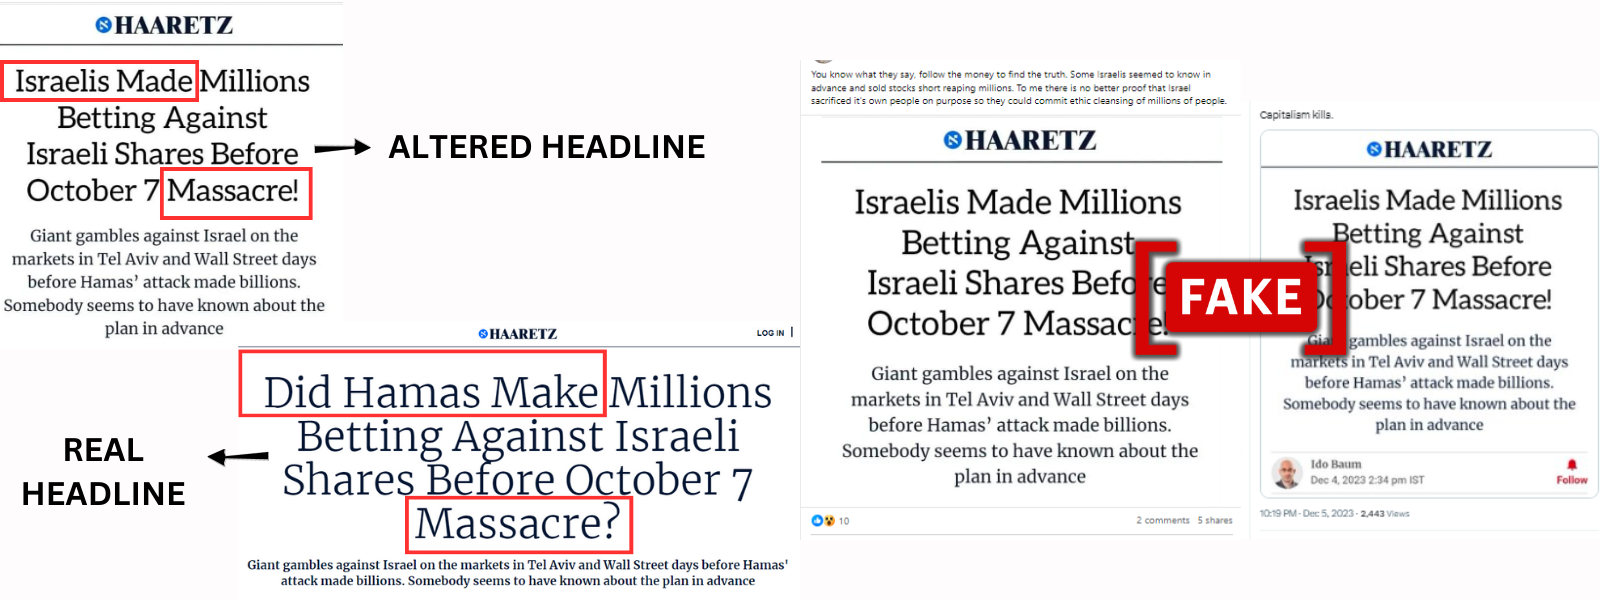 HAARETZ
Israelis Made Millions
Betting Against
Israeli Shares Before
October 7 Massacre!
Giant gambles against Israel on the
markets in Tel Aviv and Wall Street days
before Hamas' attack made billions.
Somebody seems to have known about the
plan in advance
ALTERED HEADLINE
HAARETZ
LOG IN
Did Hamas Make Millions
Betting Against Israeli
Shares Before October 7
Massacre?
Giant gambles against Israel on the markets in Tel Aviv and Wall Street days before Hamas'
attack made billions. Somebody seems to have known about the plan in advance
REAL
HEADLINE
You know what they say, follow the money to find the truth. Some Israelis seemed to know in
advance and sold stocks short reaping millions. To me there is no better proof that Israel
sacrificed it's own people on purpose so they could commit ethic cleansing of millions of people.
HAARETZ
Israelis Made Millions
Betting Against
Israeli Shares Before
October 7 Massacre!
Giant gambles against Israel on the
markets in Tel Aviv and Wall Street days
before Hamas' attack made billions.
Somebody seems to have known about the
plan in advance
10
2 comments 5 shares
FAKE
Capitalism kills.
HAARETZ
Israelis Made Millions
Betting Against
Israeli Shares Before
October 7 Massacre!
Giant gambles against Israel on the
markets in Tel Aviv and Wall Street days
before Hamas' attack made billions.
Somebody seems to have known about the
plan in advance
Ido Baum
Dec 4, 2023 2:34 pm IST
Follow
10:19 PM · Dec 5, 2023 · 2,443 Views